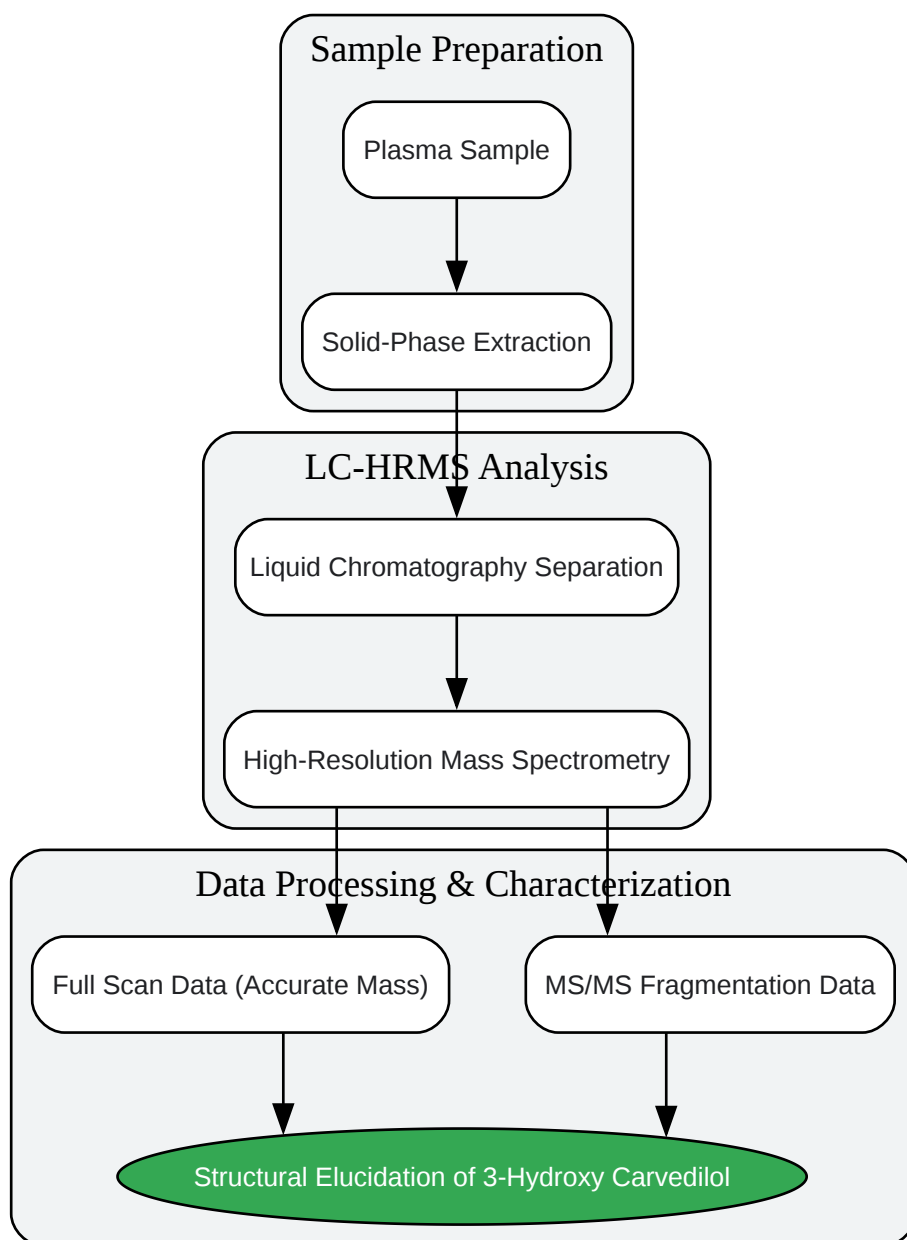 Sample Preparation
Plasma Sample
Solid-Phase Extraction
LC-HRMS Analysis
Liquid Chromatography Separation
High-Resolution Mass Spectrometry
Data Processing & Characterization
Full Scan Data (Accurate Mass)
MS/MS Fragmentation Data
Structural Elucidation of 3-Hydroxy Carvedilol